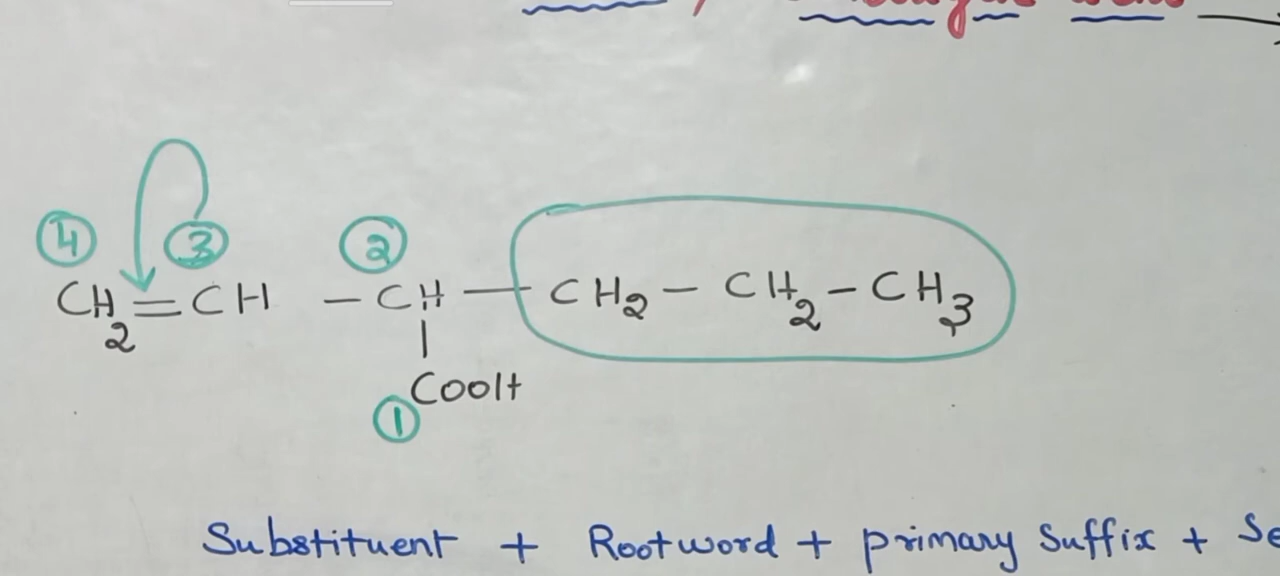 ④ ③ ②
CH₂=CH – CH — CH₂ – CH₂ – CH₃
|
COOH
①
Substituent + Rootword + primary Suffix + Se